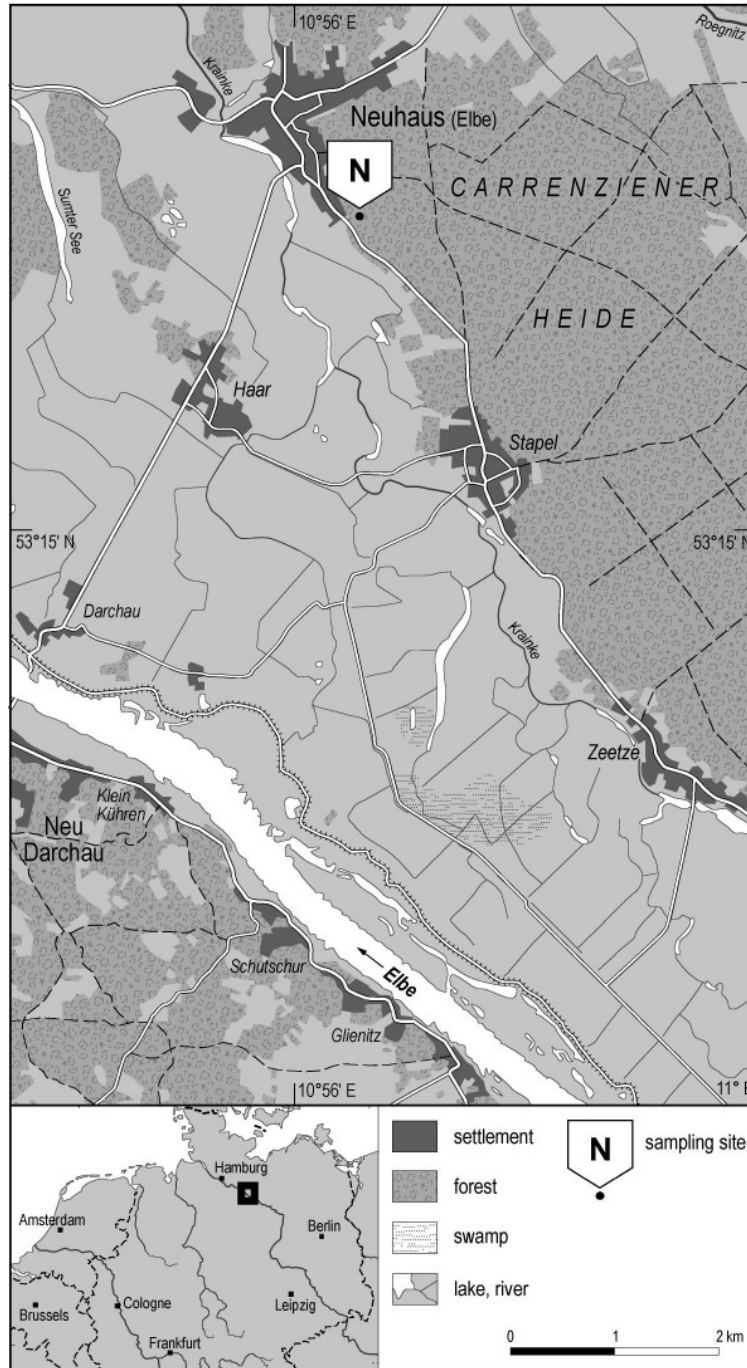 10°56' E
Roegnitz
Krainke
Neuhaus (Elbe)
N
CARRENZIENER
Sumter See
HEIDE
Haar
Stapel
53°15' N
53°15' N
Darchau
Krainke
Zeetze
Klein
Kühren
Neu
Darchau
Schutschur
Elbe
Glienitz
10°56' E
11° E
Hamburg
Amsterdam
Berlin
Brussels
Cologne
Leipzig
Frankfurt
settlement
N
sampling site
forest
swamp
lake, river
0 1 2 km